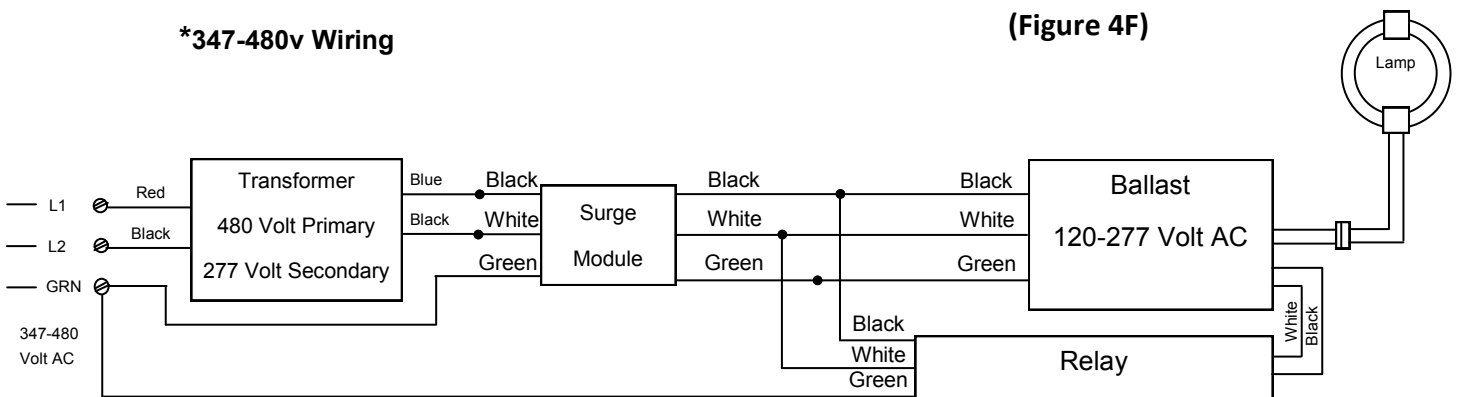 *347-480v Wiring
(Figure 4F)
Lamp
L1
Red
L2
Black
GRN
347-480
Volt AC
Transformer
480 Volt Primary
277 Volt Secondary
Blue
Black
Black
White
Green
Surge
Module
Black
White
Green
Black
White
Green
Ballast
120-277 Volt AC
White
Black
Black
White
Green
Relay